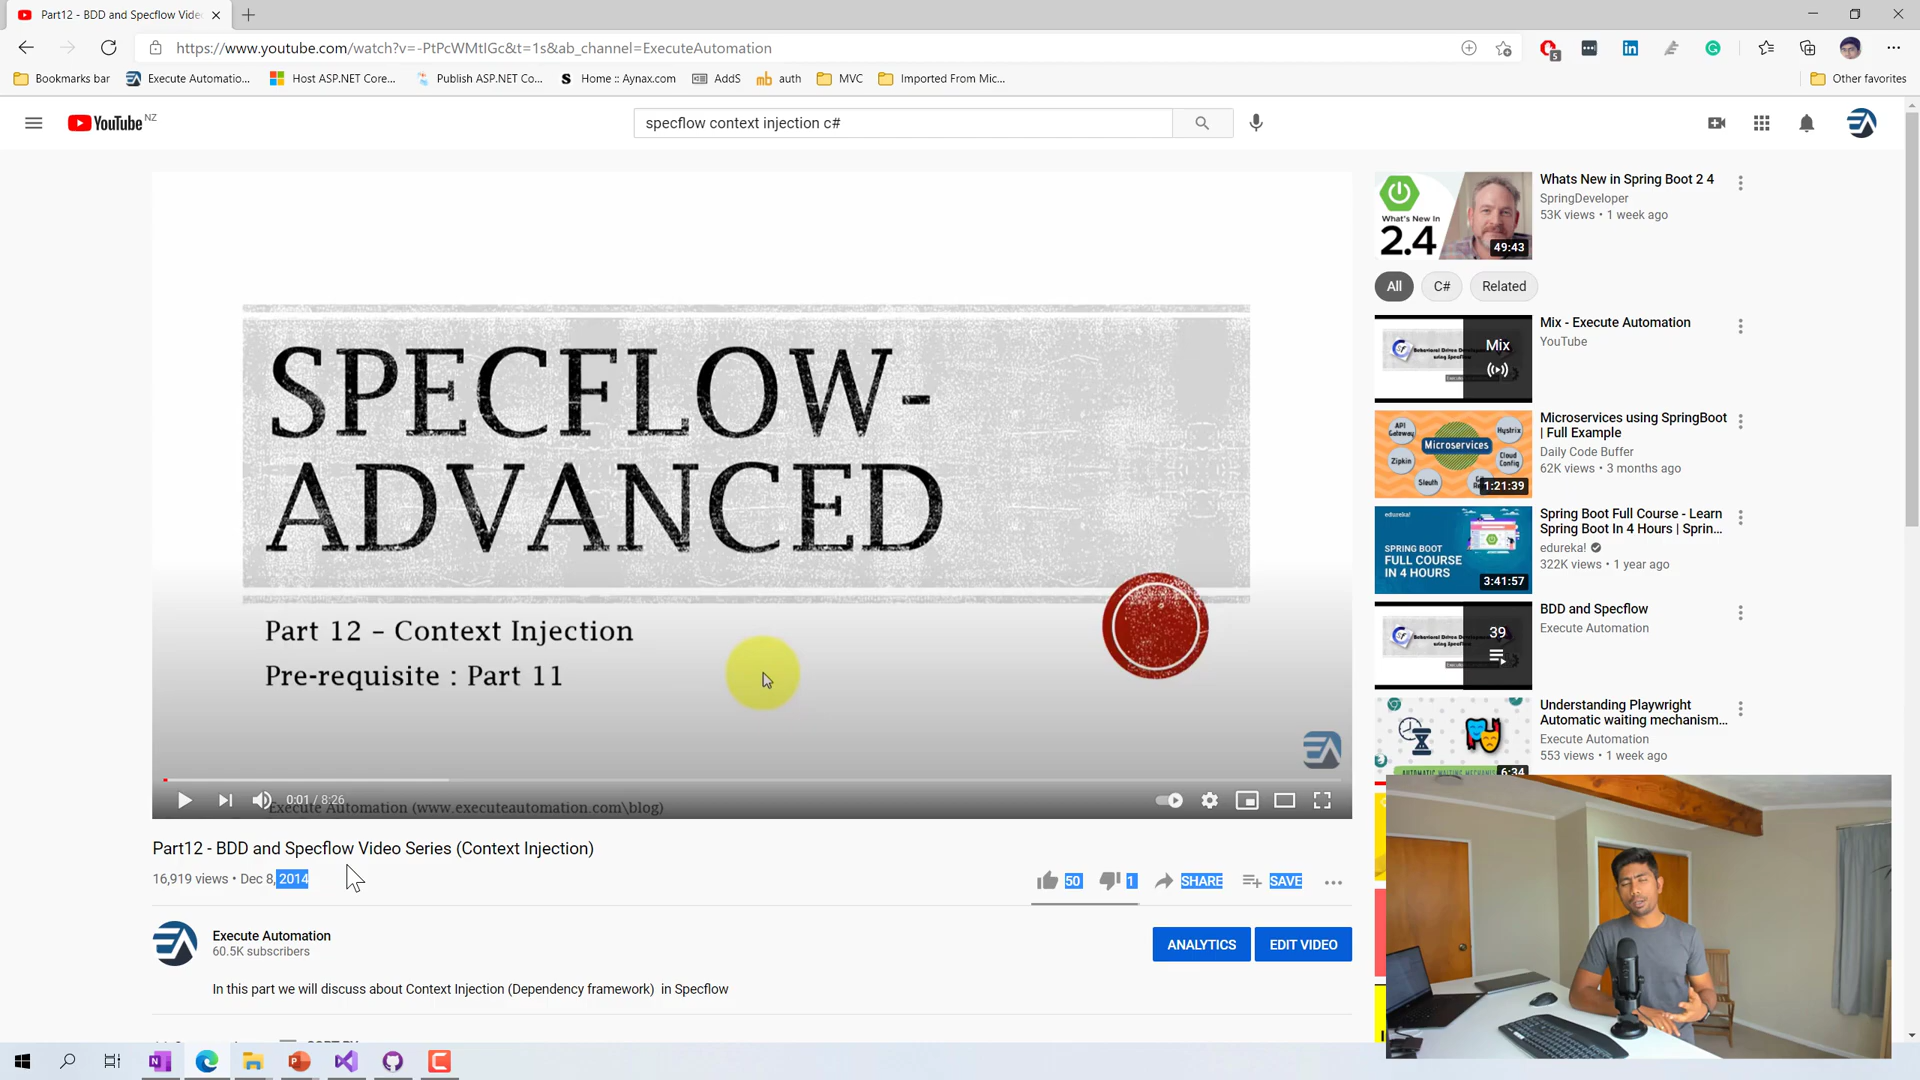 Part12 - BDD and Specflow Vide
https://www.youtube.com/watch?v=-PtPcWMtIGc&t=1s&ab_channel=ExecuteAutomation
5
Bookmarks bar
Execute Automatio...
Host ASP.NET Core...
Publish ASP.NET Co...
Home :: Aynax.com
AddS
auth
MVC
Imported From Mic...
Other favorites
YouTube NZ
specflow context injection c#
SPECFLOW-
ADVANCED
Part 12 – Context Injection
Pre-requisite : Part 11
0:01 / 8:26
Execute Automation (www.executeautomation.com\blog)
Part12 - BDD and Specflow Video Series (Context Injection)
16,919 views • Dec 8, 2014
50
1
SHARE
SAVE
Execute Automation
60.5K subscribers
ANALYTICS
EDIT VIDEO
In this part we will discuss about Context Injection (Dependency framework) in Specflow
What's New In
2.4
49:43
Whats New in Spring Boot 2 4
SpringDeveloper
53K views • 1 week ago
All
C#
Related
Mix
Mix - Execute Automation
YouTube
API Gateway
Hystrix
Microservices
Zipkin
Cloud Config
Sleuth
1:21:39
Microservices using SpringBoot
| Full Example
Daily Code Buffer
62K views • 3 months ago
edureka!
SPRING BOOT
FULL COURSE
IN 4 HOURS
3:41:57
Spring Boot Full Course - Learn
Spring Boot In 4 Hours | Sprin...
edureka!
322K views • 1 year ago
39
BDD and Specflow
Execute Automation
6:34
Understanding Playwright
Automatic waiting mechanism...
Execute Automation
553 views • 1 week ago